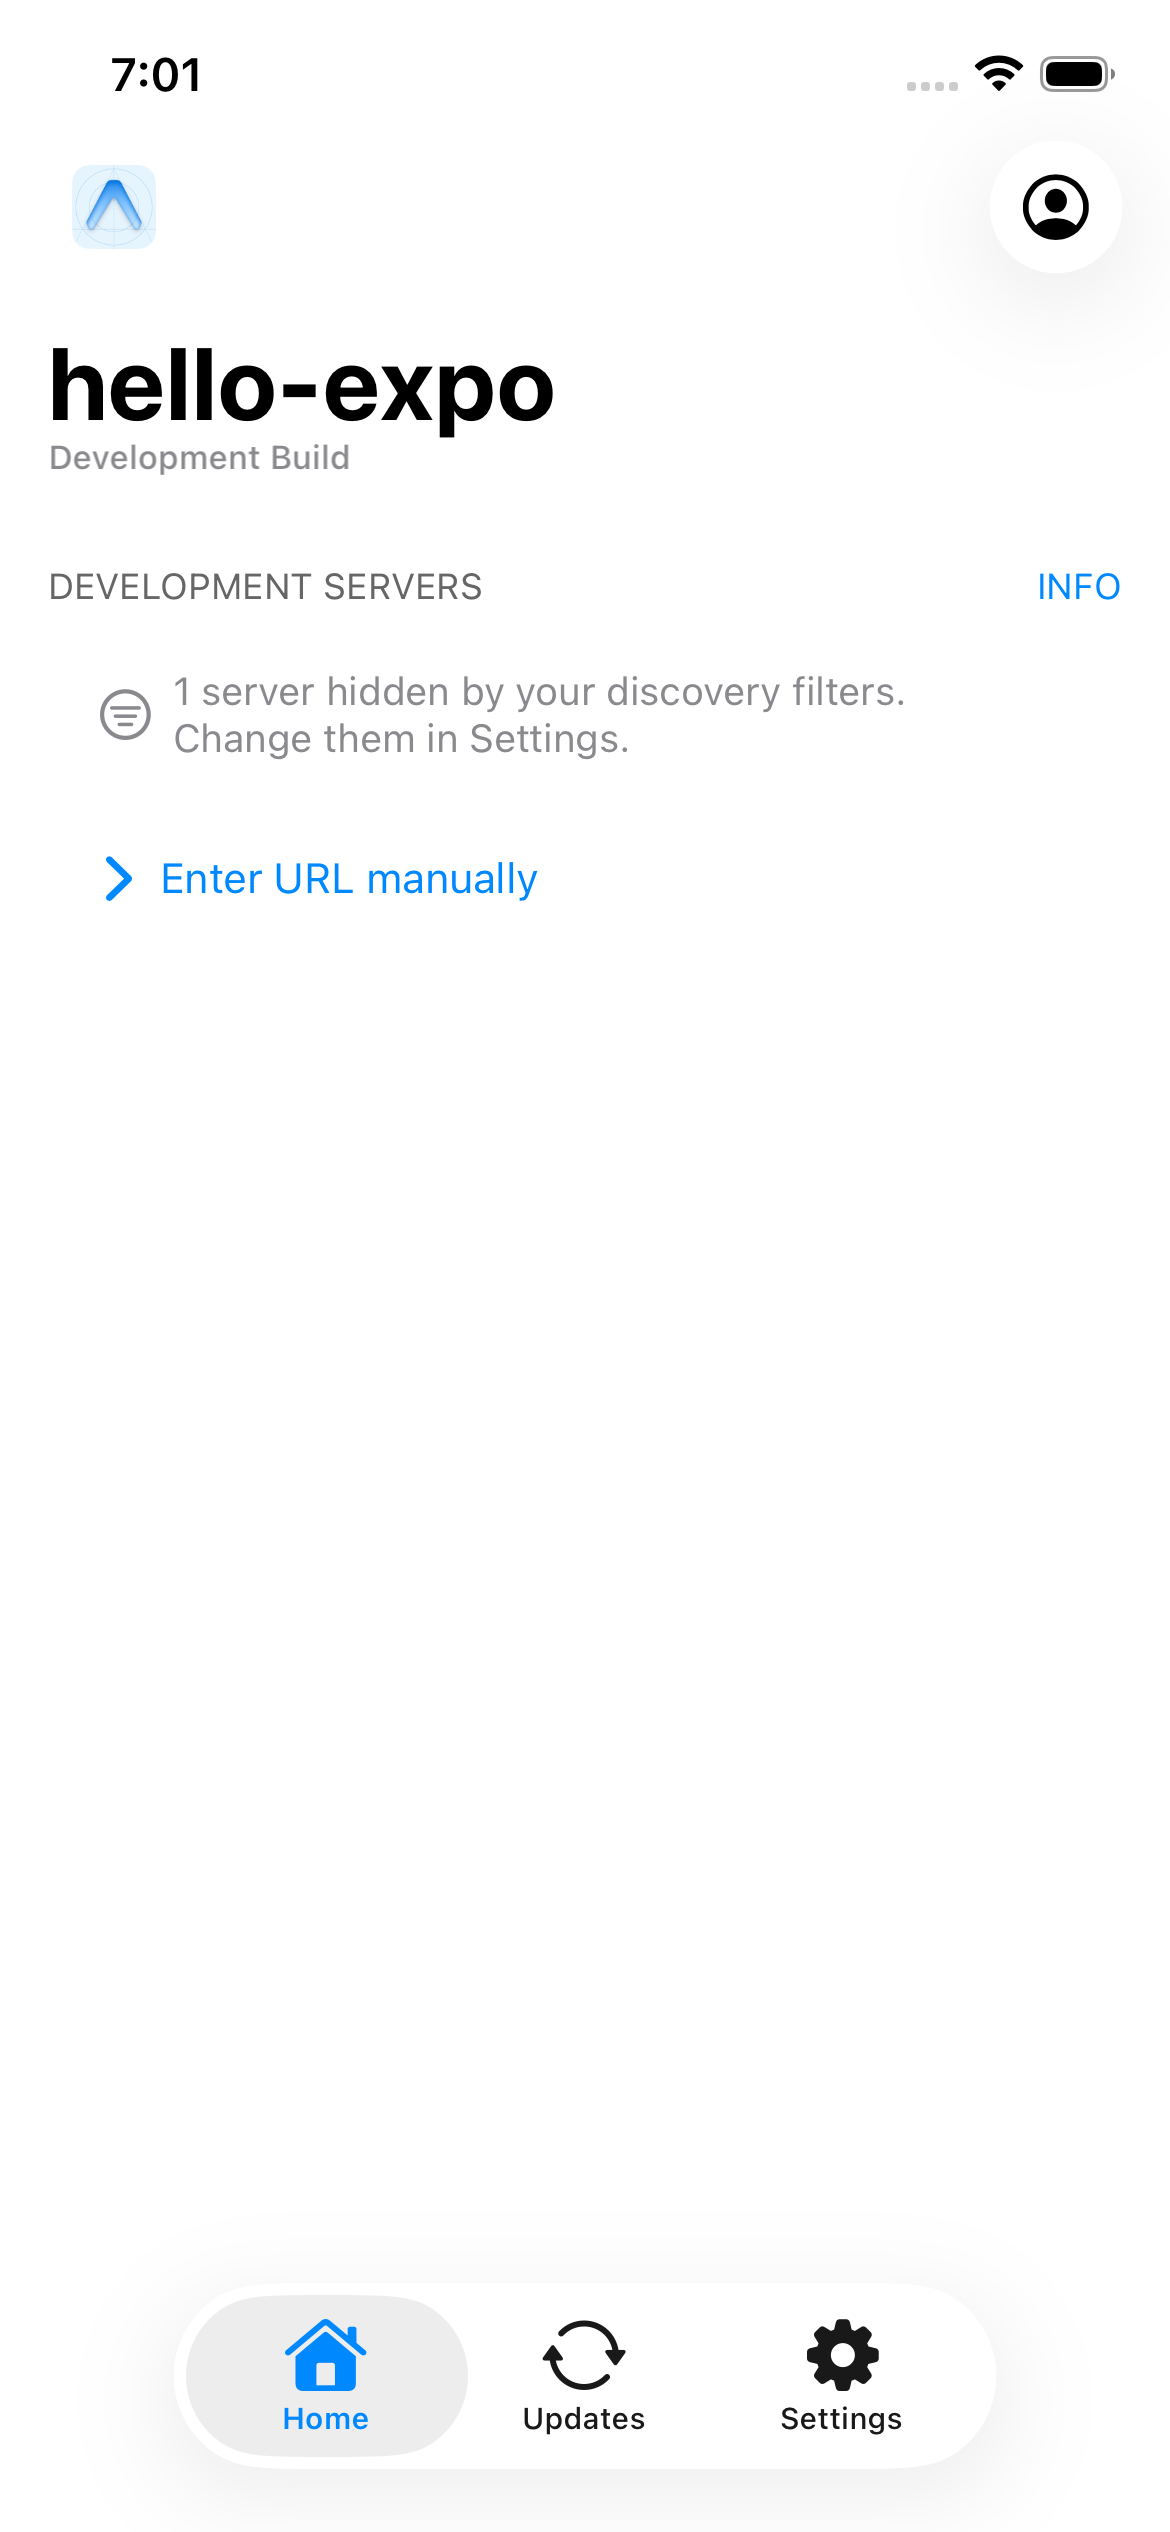 7:01
hello-expo
Development Build
DEVELOPMENT SERVERS
INFO
1 server hidden by your discovery filters.
Change them in Settings.
Enter URL manually
Home
Updates
Settings